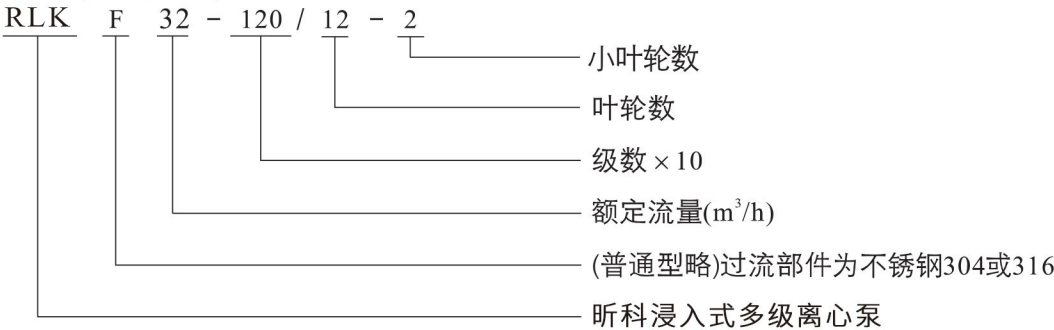 RLK F 32 - 120 / 12 - 2
小叶轮数
叶轮数
级数×10
额定流量(m³/h)
(普通型略)过流部件为不锈钢304或316
昕科浸入式多级离心泵